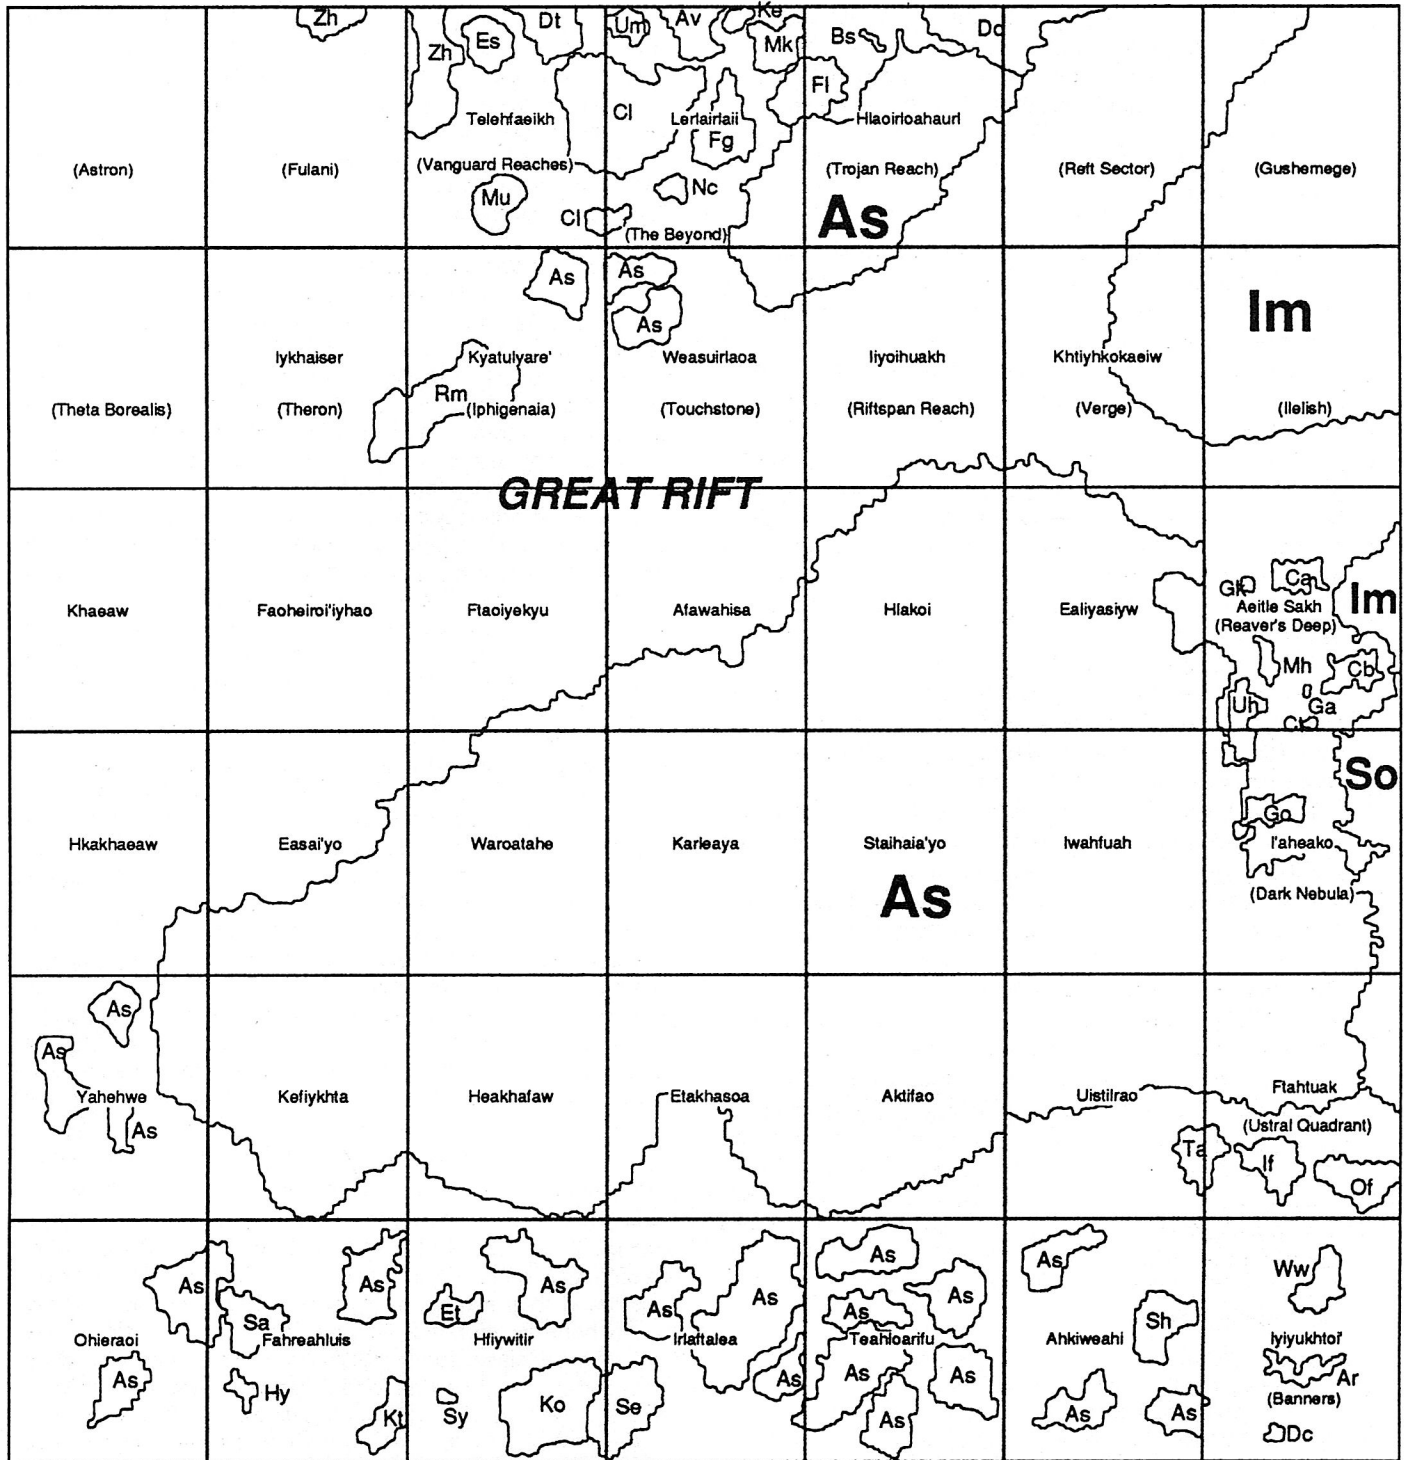 Zh
Zh
Es
Dt
Um
Av
Ke
Mk
Bs
Do
Telehfaeikh
Cl
Lerlairlaii
Fg
Fl
Hlaoirloahaurl
(Astron)
(Fulani)
(Vanguard Reaches)
(Trojan Reach)
(Reft Sector)
(Gushemege)
Mu
Cl
Nc
(The Beyond)
As
As
As
As
Im
Iykhaiser
Kyatulyare'
Weasuirlaoa
Iiyoihuakh
Khtiyhkokaeiw
Rm
(Theta Borealis)
(Theron)
(Iphigenaia)
(Touchstone)
(Riftspan Reach)
(Verge)
(Ilelish)
GREAT RIFT
Khaeaw
Faoheiroi'iyhao
Ftaoiyekyu
Afawahisa
Hlakoi
Ealiyasiyw
Gk
Ca
Aeitle Sakh
(Reaver's Deep)
Im
Mh
Cb
Uh
Ga
So
Hkakhaeaw
Easai'yo
Waroatahe
Karleaya
Staihaia'yo
Iwahfuah
Go
I'aheako
(Dark Nebula)
As
As
As
Yahehwe
As
Kefiykhta
Heakhafaw
Etakhasoa
Aktifao
Uistilrao
Ftahtuak
(Ustral Quadrant)
Ta
If
Of
As
Sa
As
Et
As
As
As
As
As
As
As
Sh
Ww
Ohieraoi
Fahreahluis
Hfiywitir
Irlaftalea
Teahioarifu
Ahkiweahi
Iyiyukhtoi'
As
Hy
Kt
Sy
Ko
Se
As
As
As
As
As
As
Ar
(Banners)
Dc